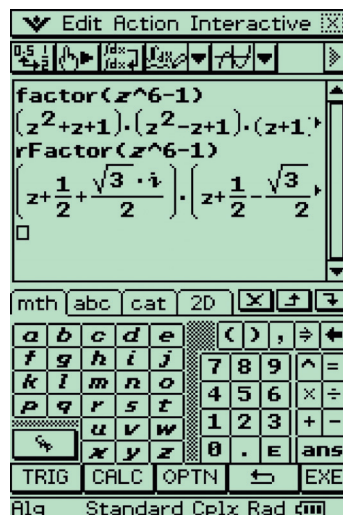 Edit Action Interactive
factor(z^6-1)
(z²+z+1)·(z²-z+1)·(z+1)
rFactor(z^6-1)
(z+1/2+√3·i/2)·(z+1/2-√3/2
mth abc cat 2D
a b c d e ( ) , ⇒ ←
f g h i j 7 8 9 ^ =
k l m n o 4 5 6 × ÷
p q r s t 1 2 3 + -
u v w
x y z 0 . E ans
TRIG CALC OPTN EXE
Alg Standard Cplx Rad